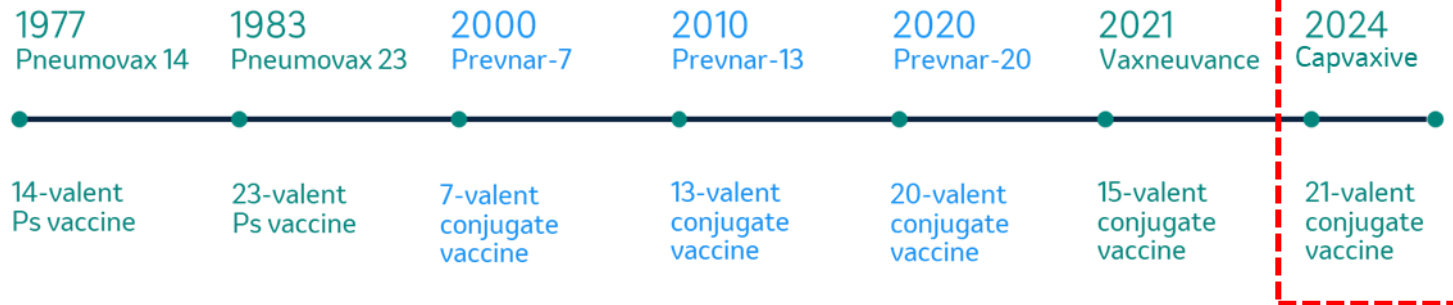 1977
Pneumovax 14
1983
Pneumovax 23
2000
Prevnar-7
2010
Prevnar-13
2020
Prevnar-20
2021
Vaxneuvance
2024
Capvaxive
14-valent
Ps vaccine
23-valent
Ps vaccine
7-valent
conjugate
vaccine
13-valent
conjugate
vaccine
20-valent
conjugate
vaccine
15-valent
conjugate
vaccine
21-valent
conjugate
vaccine